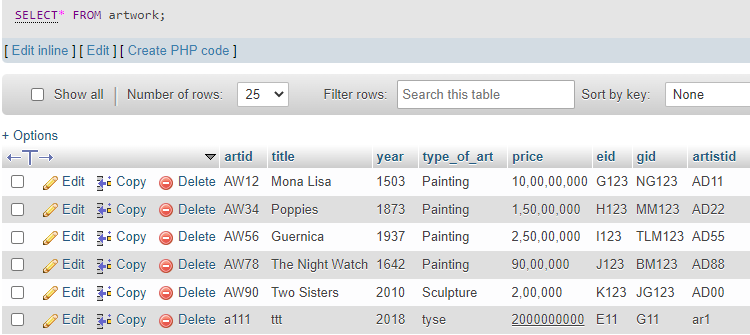 SELECT* FROM artwork;
[ Edit inline ] [ Edit ] [ Create PHP code ]
Show all Number of rows: 25 Filter rows: Search this table Sort by key: None
+ Options
←T→ artid title year type_of_art price eid gid artistid
Edit Copy Delete AW12 Mona Lisa 1503 Painting 10,00,00,000 G123 NG123 AD11
Edit Copy Delete AW34 Poppies 1873 Painting 1,50,00,000 H123 MM123 AD22
Edit Copy Delete AW56 Guernica 1937 Painting 2,50,00,000 I123 TLM123 AD55
Edit Copy Delete AW78 The Night Watch 1642 Painting 90,00,000 J123 BM123 AD88
Edit Copy Delete AW90 Two Sisters 2010 Sculpture 2,00,000 K123 JG123 AD00
Edit Copy Delete a111 ttt 2018 tyse 2000000000 E11 G11 ar1